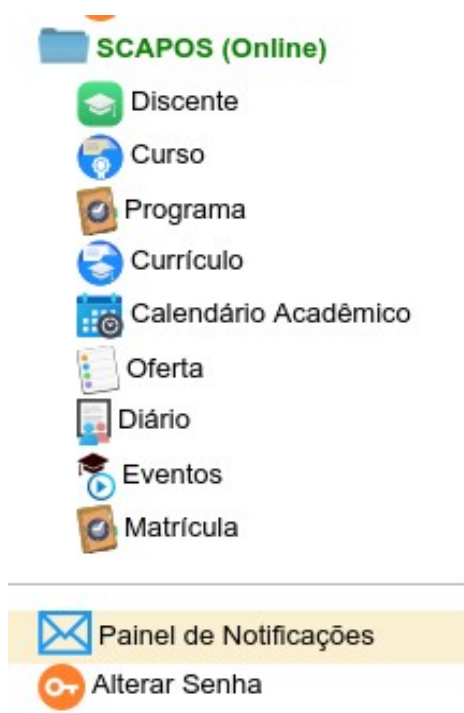 SCAPOS (Online)
Discente
Curso
Programa
Currículo
Calendário Acadêmico
Oferta
Diário
Eventos
Matrícula
Painel de Notificações
Alterar Senha